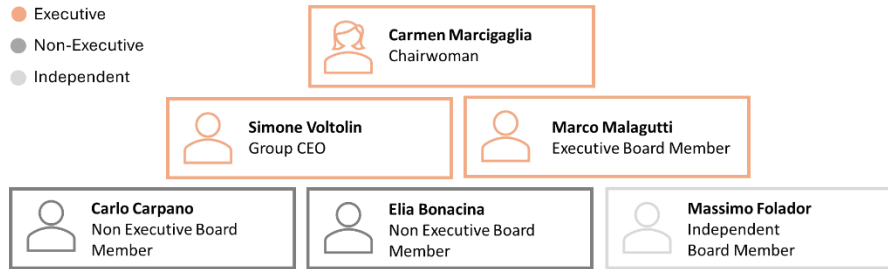 Executive
Non-Executive
Independent
Carmen Marcigaglia
Chairwoman
Simone Voltolin
Group CEO
Marco Malagutti
Executive Board Member
Carlo Carpano
Non Executive Board
Member
Elia Bonacina
Non Executive Board
Member
Massimo Folador
Independent
Board Member